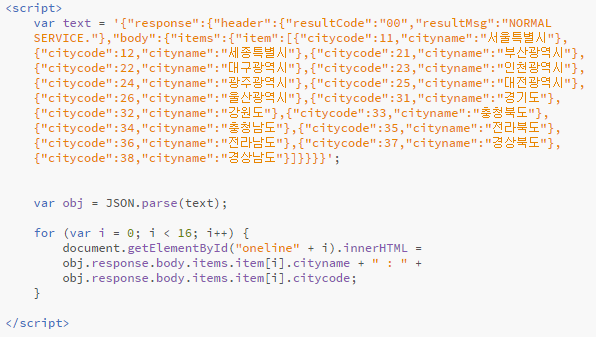 <script>
var text = '{"response":{"header":{"resultCode":"00","resultMsg":"NORMAL
SERVICE."},"body":{"items":{"item":[{"citycode":11,"cityname":"서울특별시"},
{"citycode":12,"cityname":"세종특별시"},{"citycode":21,"cityname":"부산광역시"},
{"citycode":22,"cityname":"대구광역시"},{"citycode":23,"cityname":"인천광역시"},
{"citycode":24,"cityname":"광주광역시"},{"citycode":25,"cityname":"대전광역시"},
{"citycode":26,"cityname":"울산광역시"},{"citycode":31,"cityname":"경기도"},
{"citycode":32,"cityname":"강원도"},{"citycode":33,"cityname":"충청북도"},
{"citycode":34,"cityname":"충청남도"},{"citycode":35,"cityname":"전라북도"},
{"citycode":36,"cityname":"전라남도"},{"citycode":37,"cityname":"경상북도"},
{"citycode":38,"cityname":"경상남도"}]}}}}';
var obj = JSON.parse(text);
for (var i = 0; i < 16; i++) {
document.getElementById("oneline" + i).innerHTML =
obj.response.body.items.item[i].cityname + " : " +
obj.response.body.items.item[i].citycode;
}
</script>